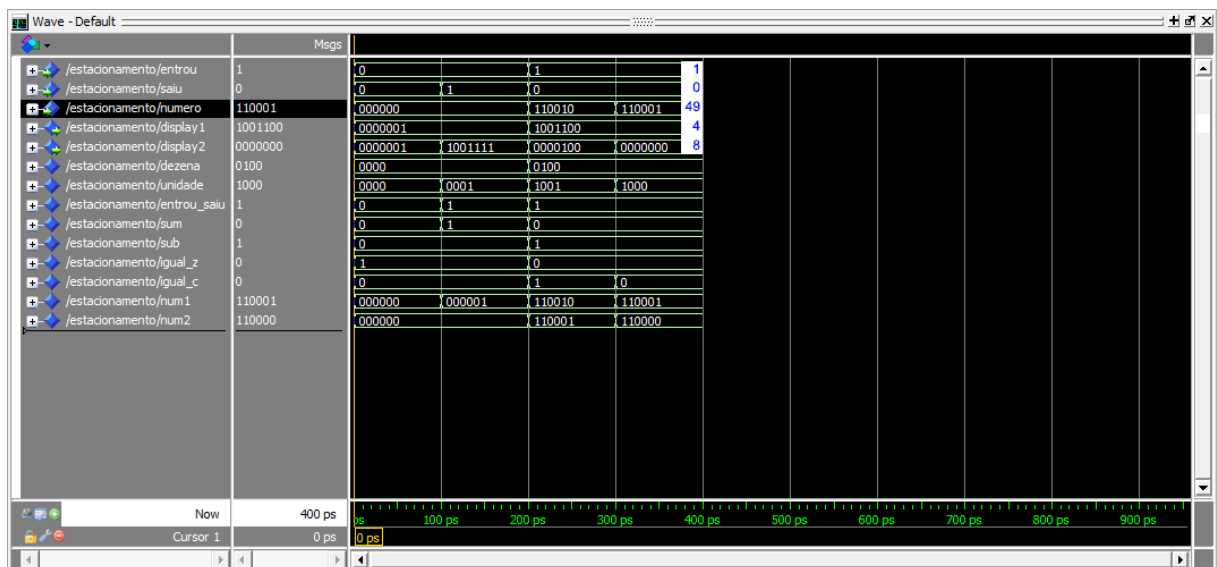 Wave - Default
Msgs
/estacionamento/entrou 1 0 1 1
/estacionamento/saiu 0 0 1 0 0
/estacionamento/numero 110001 000000 110010 110001 49
/estacionamento/display1 1001100 0000001 1001100 4
/estacionamento/display2 0000000 0000001 1001111 0000100 0000000 8
/estacionamento/dezena 0100 0000 0100
/estacionamento/unidade 1000 0000 0001 1001 1000
/estacionamento/entrou_saiu 1 0 1 1
/estacionamento/sum 0 0 1 0
/estacionamento/sub 1 0 1
/estacionamento/igual_z 0 1 0
/estacionamento/igual_c 0 0 1 0
/estacionamento/num1 110001 000000 000001 110010 110001
/estacionamento/num2 110000 000000 110001 110000
Now 400 ps ps 100 ps 200 ps 300 ps 400 ps 500 ps 600 ps 700 ps 800 ps 900 ps
Cursor 1 0 ps 0 ps